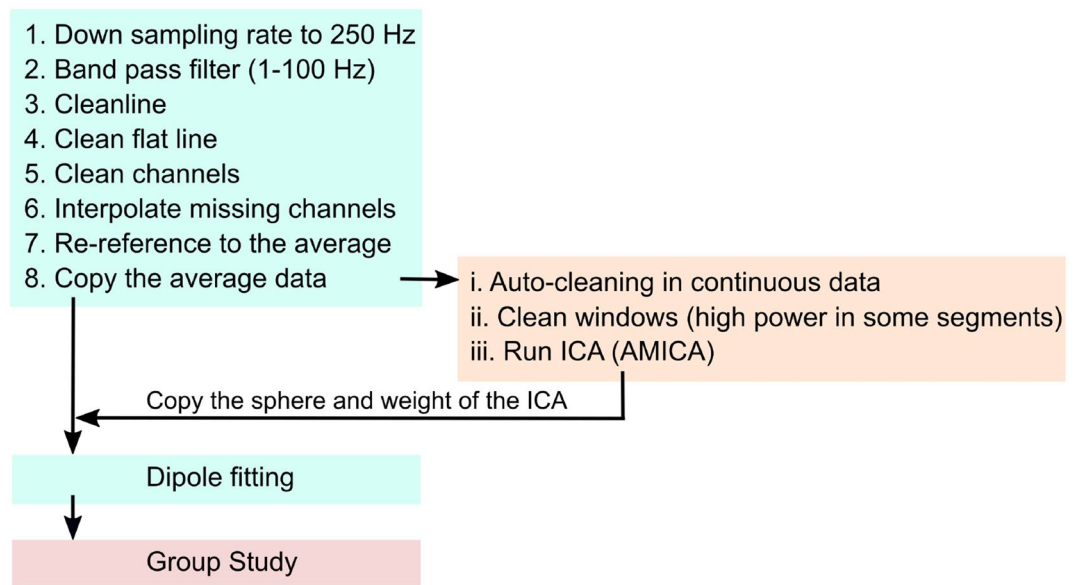 1. Down sampling rate to 250 Hz
2. Band pass filter (1-100 Hz)
3. Cleanline
4. Clean flat line
5. Clean channels
6. Interpolate missing channels
7. Re-reference to the average
8. Copy the average data
i. Auto-cleaning in continuous data
ii. Clean windows (high power in some segments)
iii. Run ICA (AMICA)
Copy the sphere and weight of the ICA
Dipole fitting
Group Study